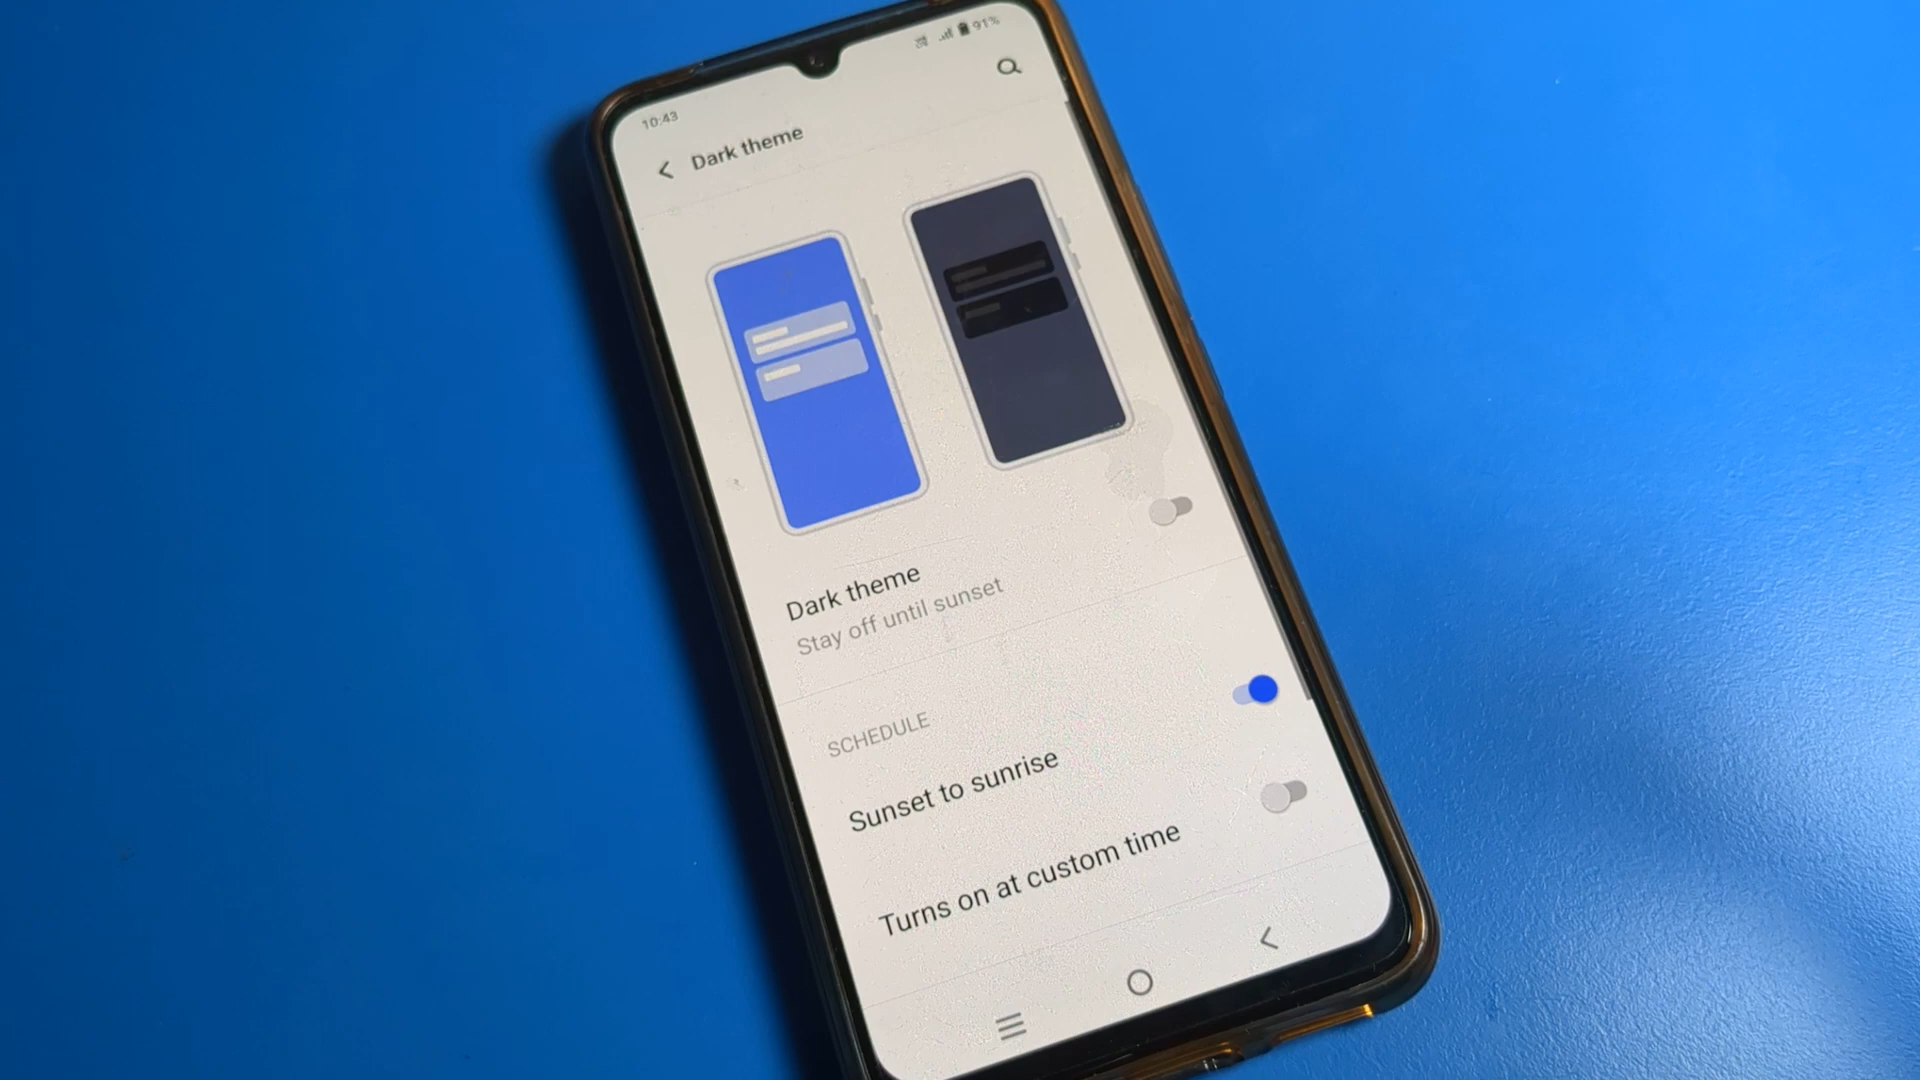 10:43
91%
Dark theme
Dark theme
Stay off until sunset
SCHEDULE
Sunset to sunrise
Turns on at custom time